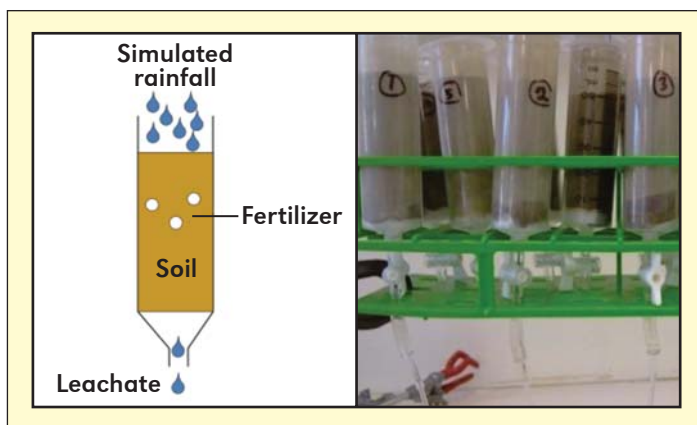 Simulated
rainfall
Fertilizer
Soil
Leachate
1
5
2
3